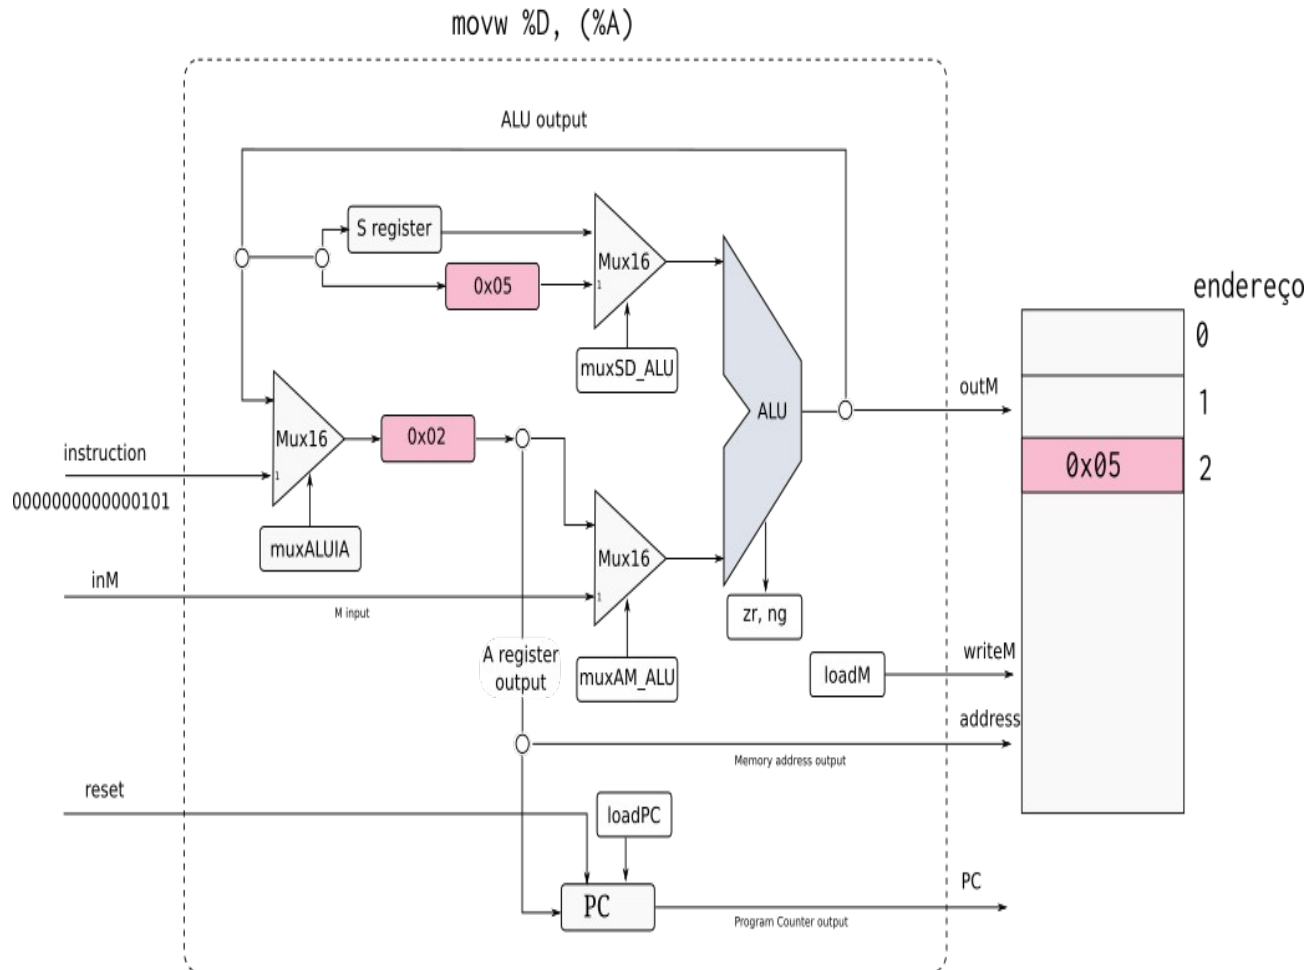 movw %D, (%A)
ALU output
S register
0x05
Mux16
1
muxSD_ALU
endereço
0
1
0x05
2
outM
ALU
Mux16
1
0x02
instruction
0000000000000101
muxALUIA
inM
M input
Mux16
1
muxAM_ALU
zr, ng
A register
output
loadM
writeM
address
Memory address output
reset
loadPC
PC
PC
Program Counter output